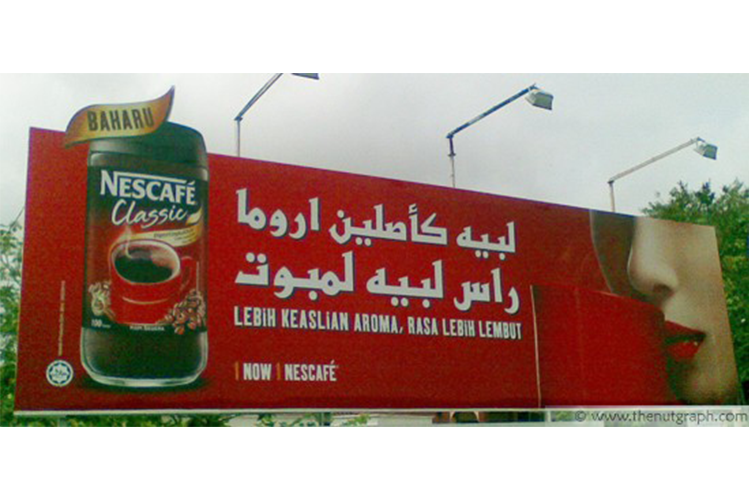 BAHARU
NESCAFÉ
Classic
لبيه كأصلين اروما
راس لبيه لمبوت
LEBIH KEASLIAN AROMA, RASA LEBIH LEMBUT
1 NOW 1 NESCAFÉ
© www.thenutgraph.com